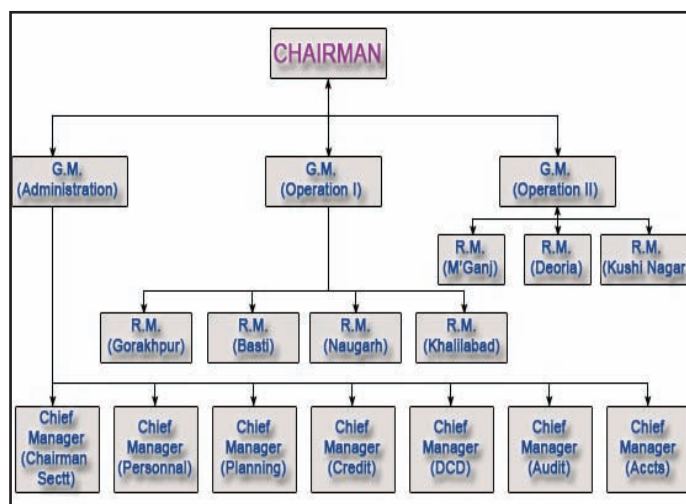 CHAIRMAN
G.M.
(Administration)
G.M.
(Operation I)
G.M.
(Operation II)
R.M.
(M'Ganj)
R.M.
(Deoria)
R.M.
(Kushi Nagar)
R.M.
(Gorakhpur)
R.M.
(Basti)
R.M.
(Naugarh)
R.M.
(Khalilabad)
Chief
Manager
(Chairman
Sectt)
Chief
Manager
(Personnal)
Chief
Manager
(Planning)
Chief
Manager
(Credit)
Chief
Manager
(DCD)
Chief
Manager
(Audit)
Chief
Manager
(Accts)